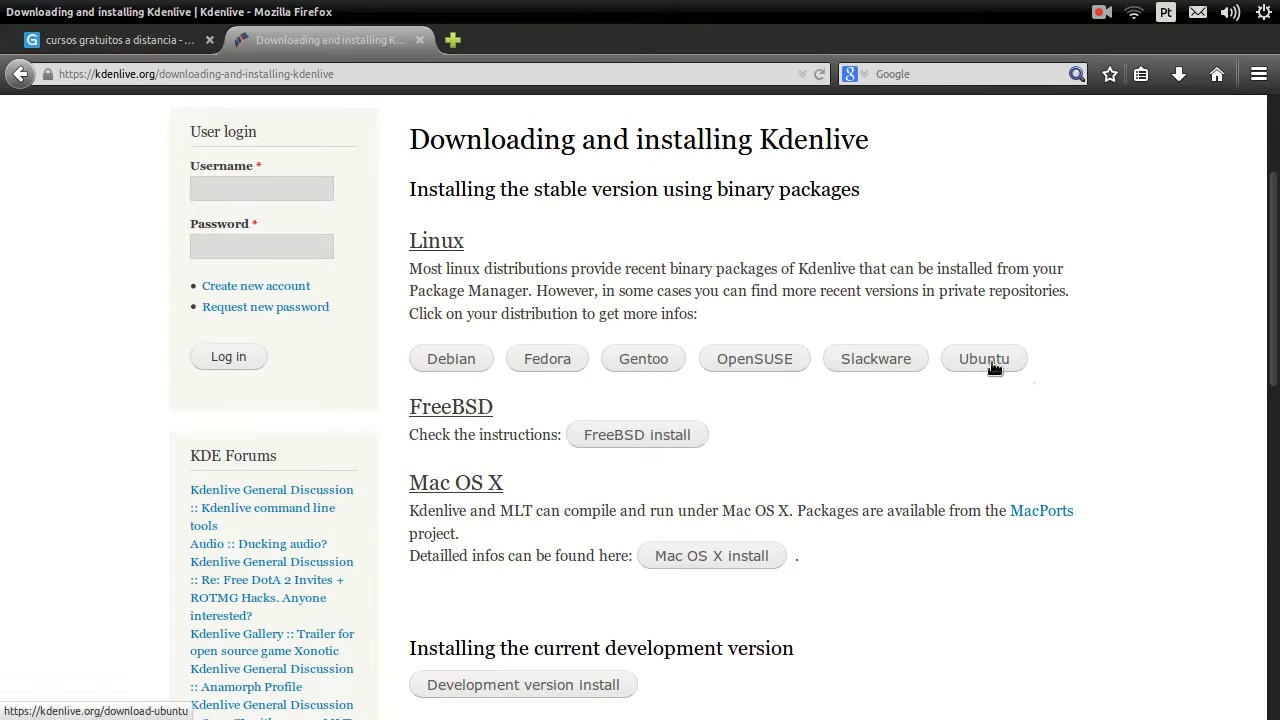 Downloading and installing Kdenlive | Kdenlive - Mozilla Firefox
Pt
cursos gratuitos a distancia - ...
Downloading and installing K...
https://kdenlive.org/downloading-and-installing-kdenlive
Google
User login
Username *
Password *
Create new account
Request new password
Log in
KDE Forums
Kdenlive General Discussion
:: Kdenlive command line
tools
Audio :: Ducking audio?
Kdenlive General Discussion
:: Re: Free DotA 2 Invites +
ROTMG Hacks. Anyone
interested?
Kdenlive Gallery :: Trailer for
open source game Xonotic
Kdenlive General Discussion
:: Anamorph Profile
Kdenlive General Discussion
Downloading and installing Kdenlive
Installing the stable version using binary packages
Linux
Most linux distributions provide recent binary packages of Kdenlive that can be installed from your
Package Manager. However, in some cases you can find more recent versions in private repositories.
Click on your distribution to get more infos:
Debian Fedora Gentoo OpenSUSE Slackware Ubuntu
FreeBSD
Check the instructions: FreeBSD install
Mac OS X
Kdenlive and MLT can compile and run under Mac OS X. Packages are available from the MacPorts
project.
Detailled infos can be found here: Mac OS X install .
Installing the current development version
Development version install
https://kdenlive.org/download-ubuntu